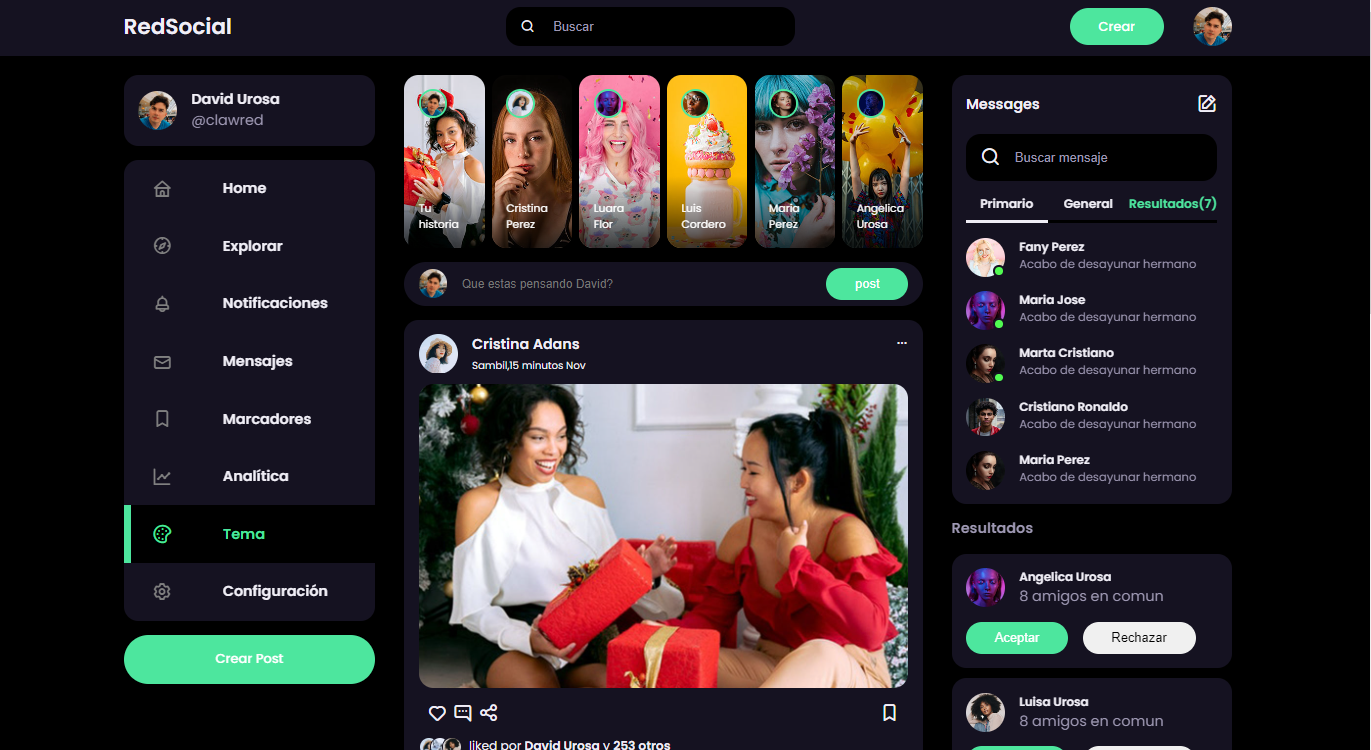 RedSocial
Buscar
Crear
David Urosa
@clawred
Home
Explorar
Notificaciones
Mensajes
Marcadores
Analítica
Tema
Configuración
Crear Post
Tu
historia
Cristina
Perez
Luara
Flor
Luis
Cordero
Maria
Perez
Angelica
Urosa
Que estas pensando David?
post
Cristina Adans
Sambil,15 minutos Nov
liked por David Urosa y 253 otros
Messages
Buscar mensaje
Primario General Resultados(7)
Fany Perez
Acabo de desayunar hermano
Maria Jose
Acabo de desayunar hermano
Marta Cristiano
Acabo de desayunar hermano
Cristiano Ronaldo
Acabo de desayunar hermano
Maria Perez
Acabo de desayunar hermano
Resultados
Angelica Urosa
8 amigos en comun
Aceptar Rechazar
Luisa Urosa
8 amigos en comun